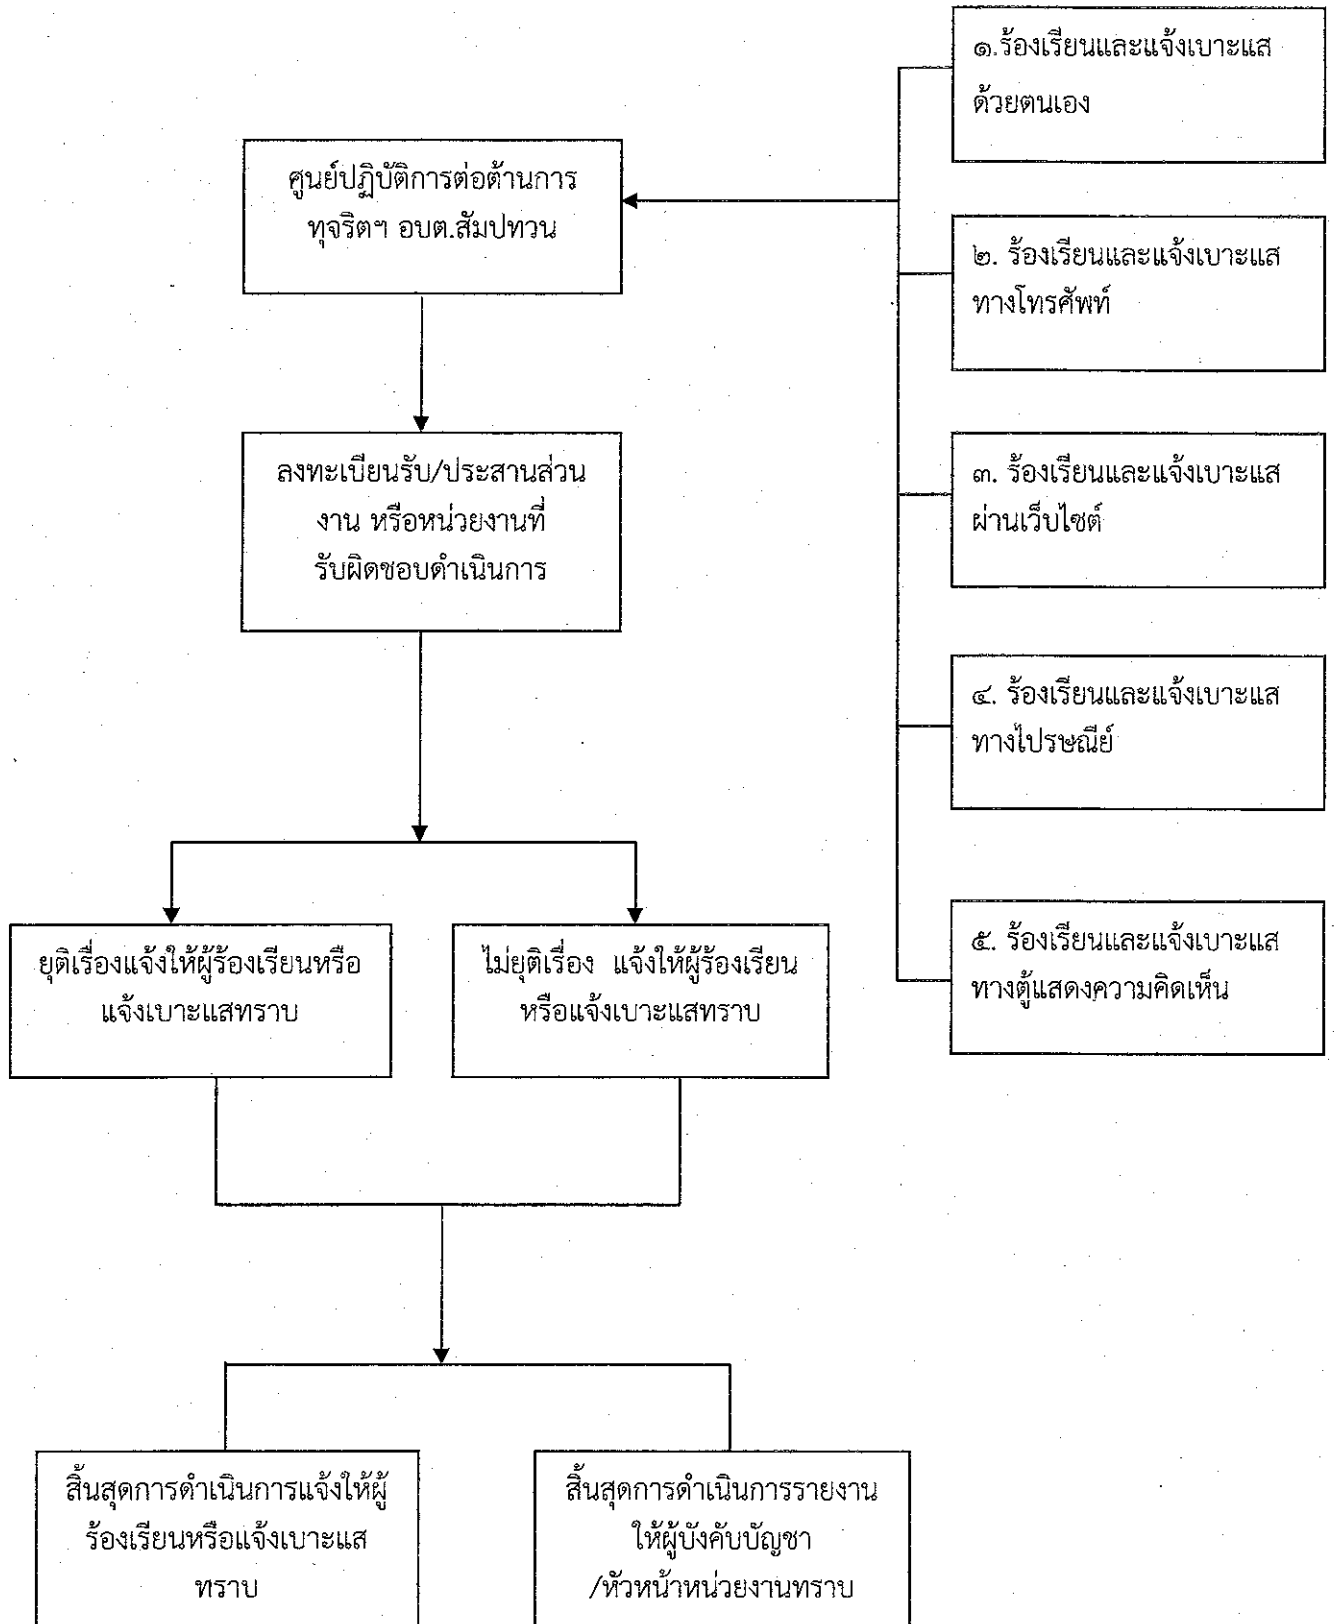 ๑.ร้องเรียนและแจ้งเบาะแส
ด้วยตนเอง
ศูนย์ปฏิบัติการต่อต้านการ
ทุจริตฯ อบต.สัมปทวน
๒. ร้องเรียนและแจ้งเบาะแส
ทางโทรศัพท์
ลงทะเบียนรับ/ประสานส่วน
งาน หรือหน่วยงานที่
รับผิดชอบดำเนินการ
๓. ร้องเรียนและแจ้งเบาะแส
ผ่านเว็บไซต์
๔. ร้องเรียนและแจ้งเบาะแส
ทางไปรษณีย์
ยุติเรื่องแจ้งให้ผู้ร้องเรียนหรือ
แจ้งเบาะแสทราบ
ไม่ยุติเรื่อง แจ้งให้ผู้ร้องเรียน
หรือแจ้งเบาะแสทราบ
๕. ร้องเรียนและแจ้งเบาะแส
ทางตู้แสดงความคิดเห็น
สิ้นสุดการดำเนินการแจ้งให้ผู้
ร้องเรียนหรือแจ้งเบาะแส
ทราบ
สิ้นสุดการดำเนินการรายงาน
ให้ผู้บังคับบัญชา
/หัวหน้าหน่วยงานทราบ